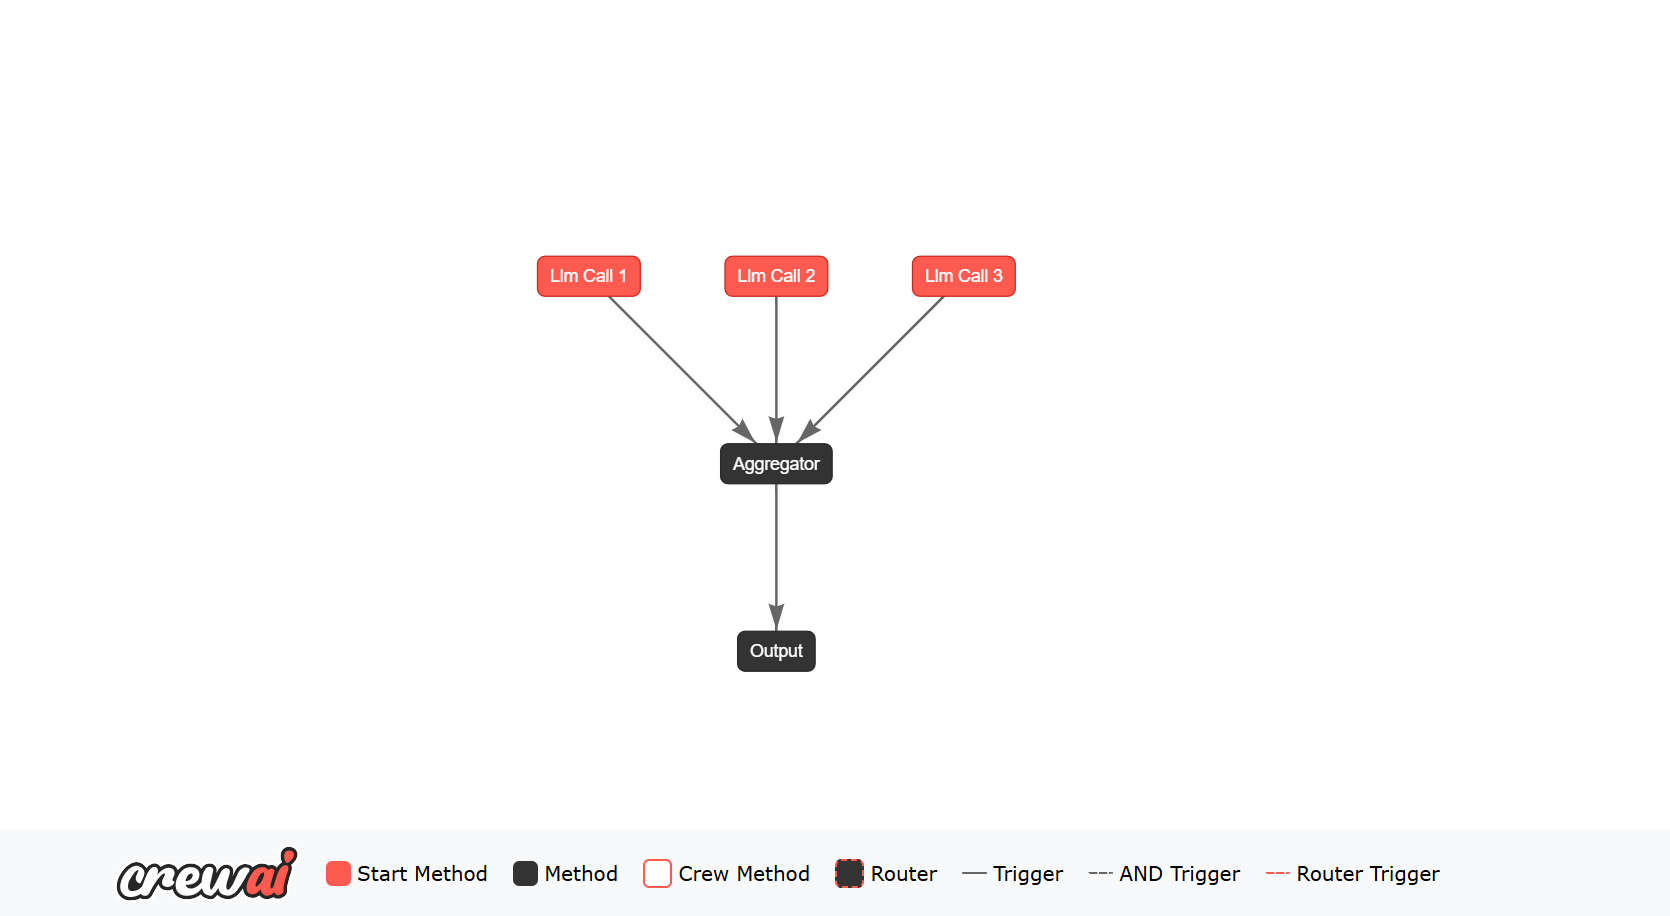 Llm Call 1
Llm Call 2
Llm Call 3
Aggregator
Output
crewai
Start Method
Method
Crew Method
Router
Trigger
AND Trigger
Router Trigger